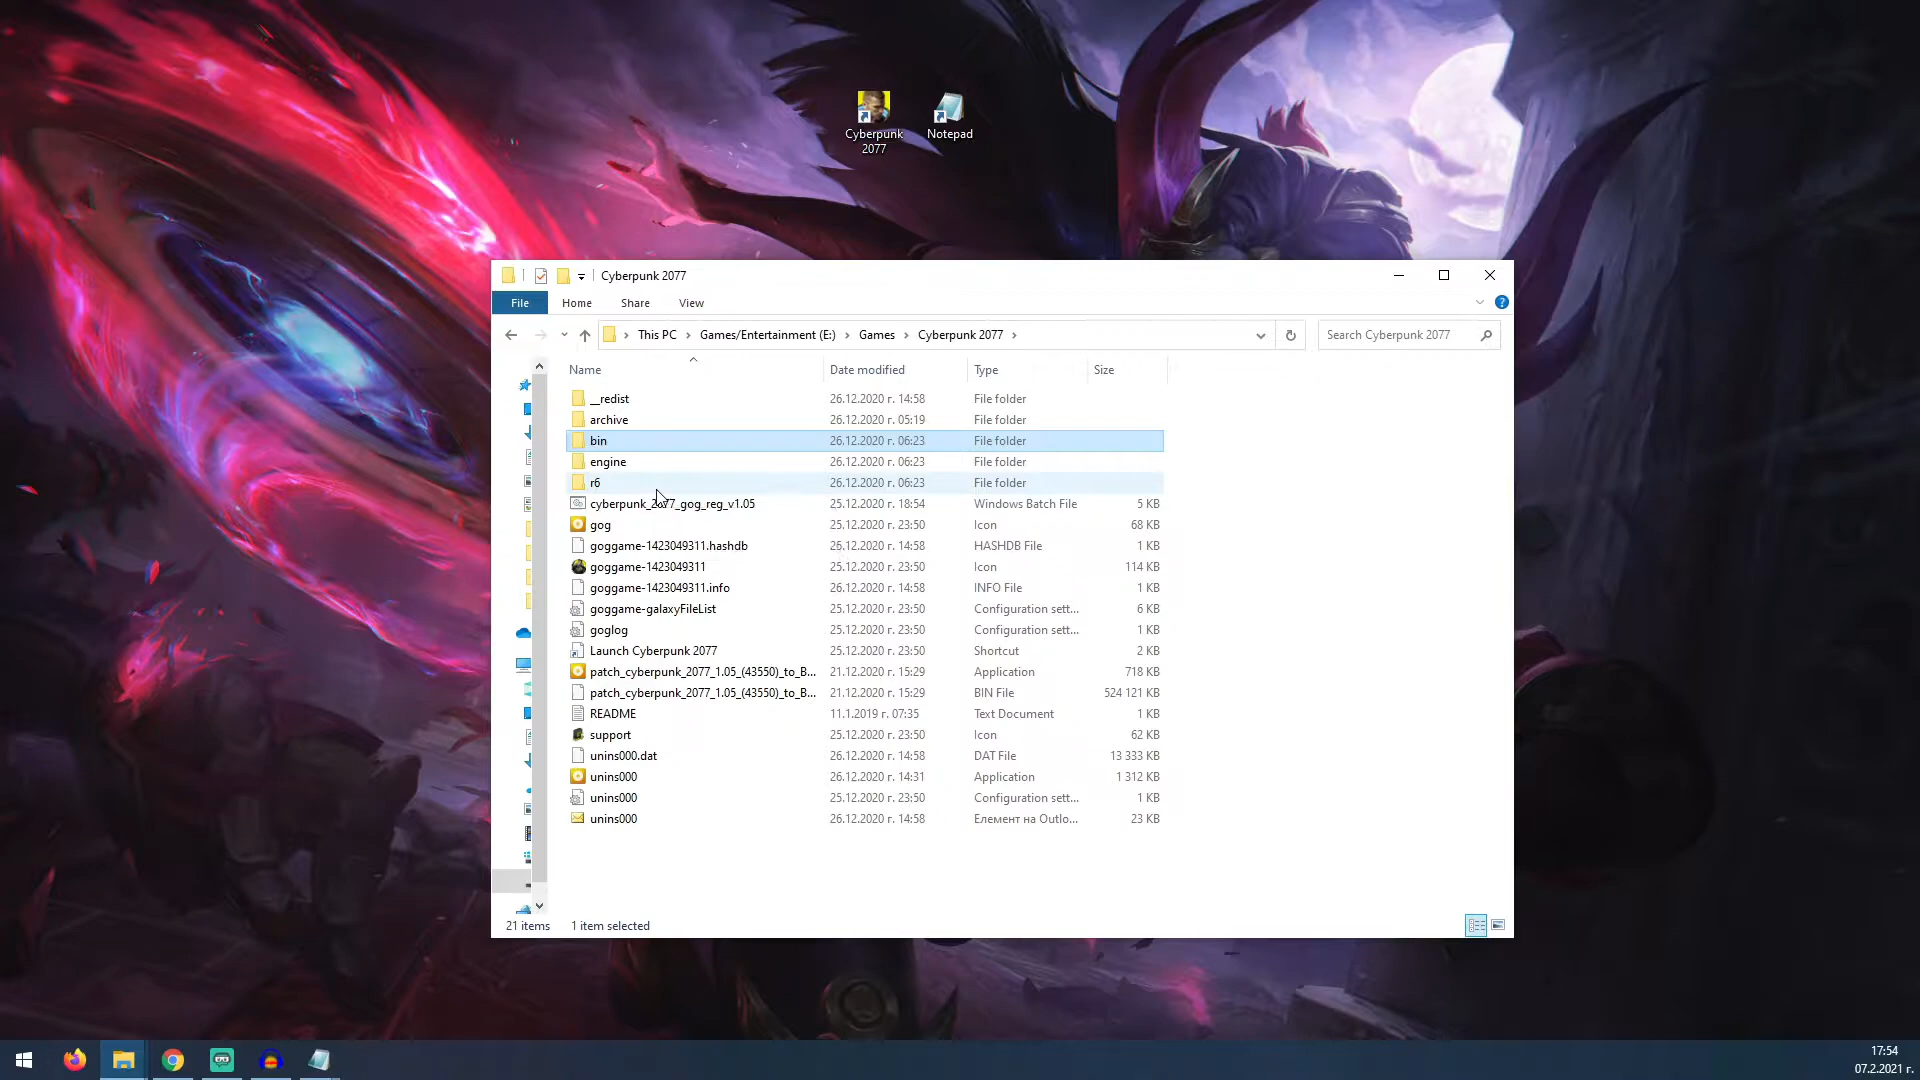 Cyberpunk
2077
Notepad
Cyberpunk 2077
File Home Share View
This PC Games/Entertainment (E:) Games Cyberpunk 2077
Search Cyberpunk 2077
Name Date modified Type Size
__redist 26.12.2020 г. 14:58 File folder
archive 26.12.2020 г. 05:19 File folder
bin 26.12.2020 г. 06:23 File folder
engine 26.12.2020 г. 06:23 File folder
r6 26.12.2020 г. 06:23 File folder
cyberpunk_2077_gog_reg_v1.05 25.12.2020 г. 18:54 Windows Batch File 5 KB
gog 25.12.2020 г. 23:50 Icon 68 KB
goggame-1423049311.hashdb 26.12.2020 г. 14:58 HASHDB File 1 KB
goggame-1423049311 25.12.2020 г. 23:50 Icon 114 KB
goggame-1423049311.info 26.12.2020 г. 14:58 INFO File 1 KB
goggame-galaxyFileList 25.12.2020 г. 23:50 Configuration sett... 6 KB
goglog 25.12.2020 г. 23:50 Configuration sett... 1 KB
Launch Cyberpunk 2077 25.12.2020 г. 23:50 Shortcut 2 KB
patch_cyberpunk_2077_1.05_(43550)_to_B... 21.12.2020 г. 15:29 Application 718 KB
patch_cyberpunk_2077_1.05_(43550)_to_B... 21.12.2020 г. 15:29 BIN File 524 121 KB
README 11.1.2019 г. 07:35 Text Document 1 KB
support 25.12.2020 г. 23:50 Icon 62 KB
unins000.dat 26.12.2020 г. 14:58 DAT File 13 333 KB
unins000 26.12.2020 г. 14:31 Application 1 312 KB
unins000 25.12.2020 г. 23:50 Configuration sett... 1 KB
unins000 26.12.2020 г. 14:58 Елемент на Outlo... 23 KB
21 items 1 item selected
17:54
07.2.2021 г.